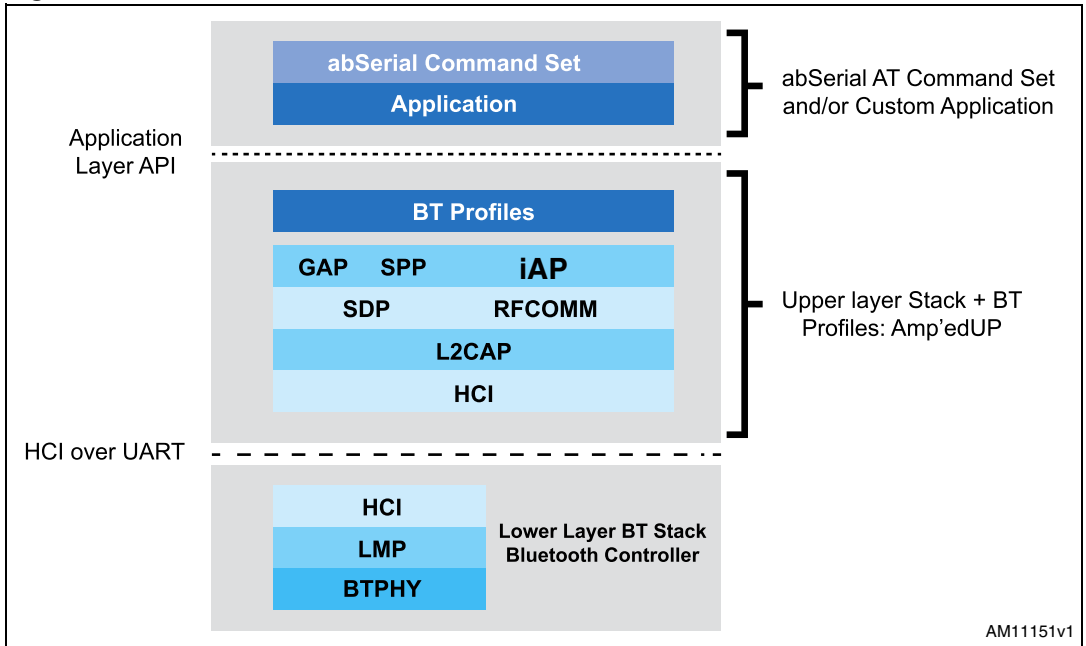 abSerial Command Set
Application
abSerial AT Command Set
and/or Custom Application
Application
Layer API
BT Profiles
GAP SPP iAP
SDP RFCOMM
L2CAP
HCI
Upper layer Stack + BT
Profiles: Amp’edUP
HCI over UART
HCI
LMP
BTPHY
Lower Layer BT Stack
Bluetooth Controller
AM11151v1